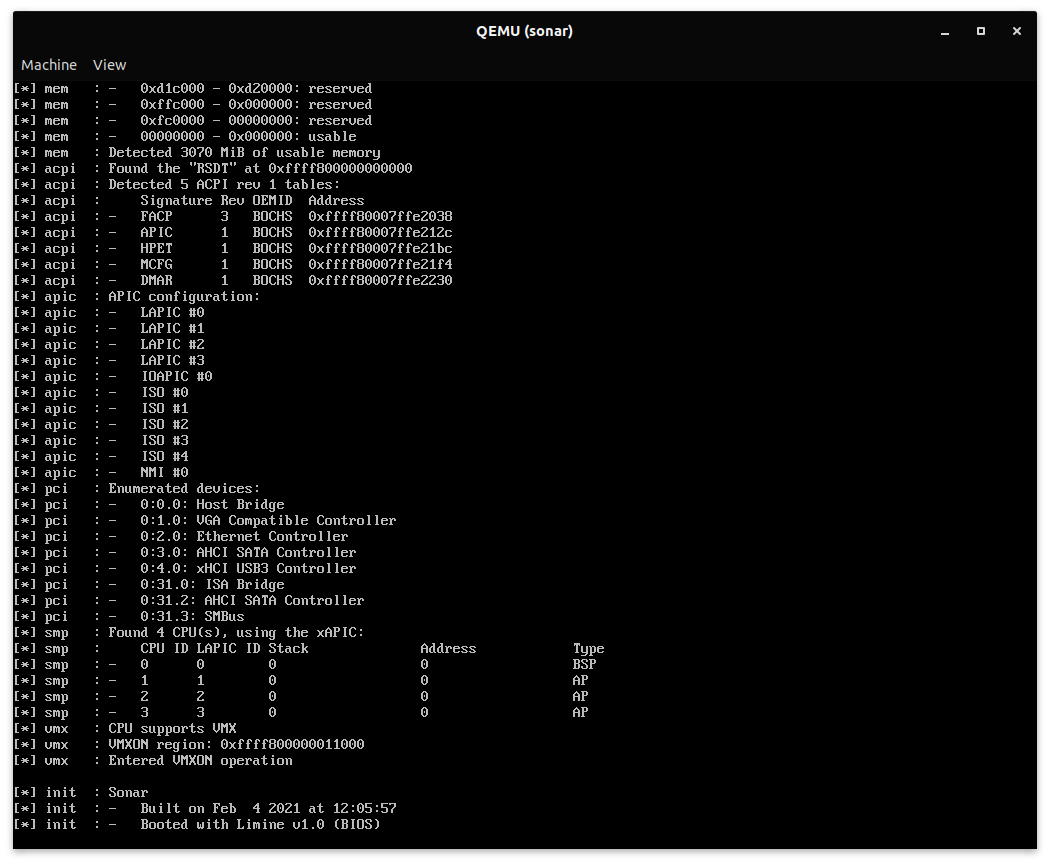 QEMU (sonar)
Machine View
[*] mem : - 0xd1c000 - 0xd20000: reserved
[*] mem : - 0xffc000 - 0x000000: reserved
[*] mem : - 0xfc0000 - 00000000: reserved
[*] mem : - 00000000 - 0x000000: usable
[*] mem : Detected 3070 MiB of usable memory
[*] acpi : Found the "RSDT" at 0xffff800000000000
[*] acpi : Detected 5 ACPI rev 1 tables:
[*] acpi : Signature Rev OEMID Address
[*] acpi : - FACP 3 BOCHS 0xffff80007ffe2038
[*] acpi : - APIC 1 BOCHS 0xffff80007ffe212c
[*] acpi : - HPET 1 BOCHS 0xffff80007ffe21bc
[*] acpi : - MCFG 1 BOCHS 0xffff80007ffe21f4
[*] acpi : - DMAR 1 BOCHS 0xffff80007ffe2230
[*] apic : APIC configuration:
[*] apic : - LAPIC #0
[*] apic : - LAPIC #1
[*] apic : - LAPIC #2
[*] apic : - LAPIC #3
[*] apic : - IOAPIC #0
[*] apic : - ISO #0
[*] apic : - ISO #1
[*] apic : - ISO #2
[*] apic : - ISO #3
[*] apic : - ISO #4
[*] apic : - NMI #0
[*] pci : Enumerated devices:
[*] pci : - 0:0.0: Host Bridge
[*] pci : - 0:1.0: VGA Compatible Controller
[*] pci : - 0:2.0: Ethernet Controller
[*] pci : - 0:3.0: AHCI SATA Controller
[*] pci : - 0:4.0: xHCI USB3 Controller
[*] pci : - 0:31.0: ISA Bridge
[*] pci : - 0:31.2: AHCI SATA Controller
[*] pci : - 0:31.3: SMBus
[*] smp : Found 4 CPU(s), using the xAPIC:
[*] smp : CPU ID LAPIC ID Stack Address Type
[*] smp : - 0 0 0 0 BSP
[*] smp : - 1 1 0 0 AP
[*] smp : - 2 2 0 0 AP
[*] smp : - 3 3 0 0 AP
[*] vmx : CPU supports VMX
[*] vmx : VMXON region: 0xffff800000011000
[*] vmx : Entered VMXON operation
[*] init : Sonar
[*] init : - Built on Feb 4 2021 at 12:05:57
[*] init : - Booted with Limine v1.0 (BIOS)